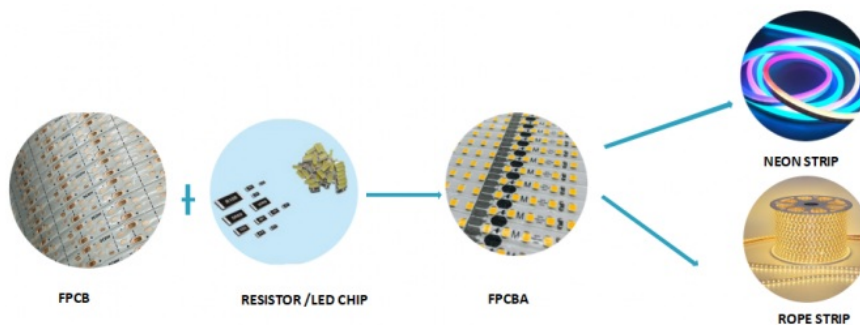 FPCB
RESISTOR /LED CHIP
FPCBA
NEON STRIP
ROPE STRIP